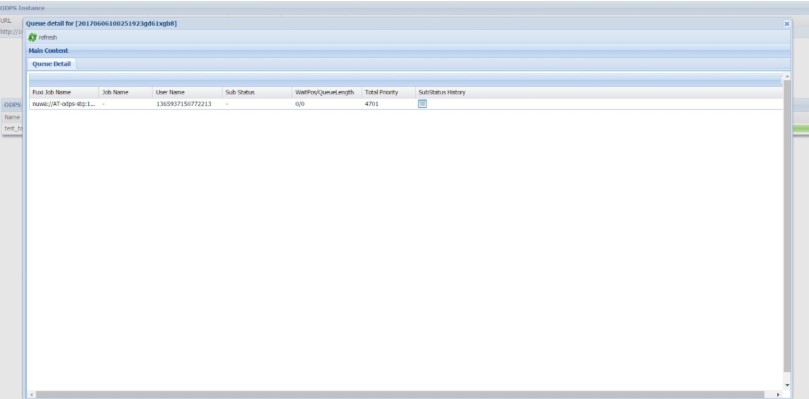 ODPS Instance
URL
Queue detail for [20170606100251923gd61xgb8]
http://
refresh
Main Content
Queue Detail
Fuxi Job Name Job Name User Name Sub Status WaitPos/QueueLength Total Priority SubStatus History
nuwa://AT-odps-stg:1... - 1365937150772213 - 0/0 4701
ODPS
Name